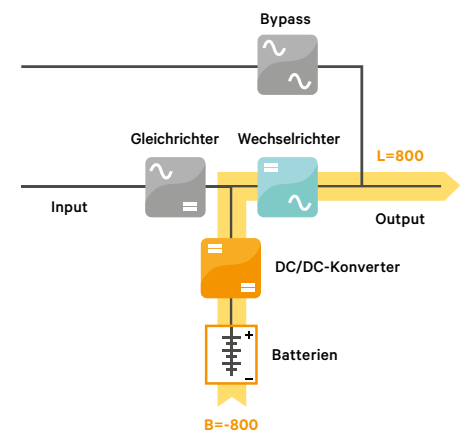 Bypass
Gleichrichter
Wechselrichter
L=800
Input
Output
DC/DC-Konverter
Batterien
B=-800